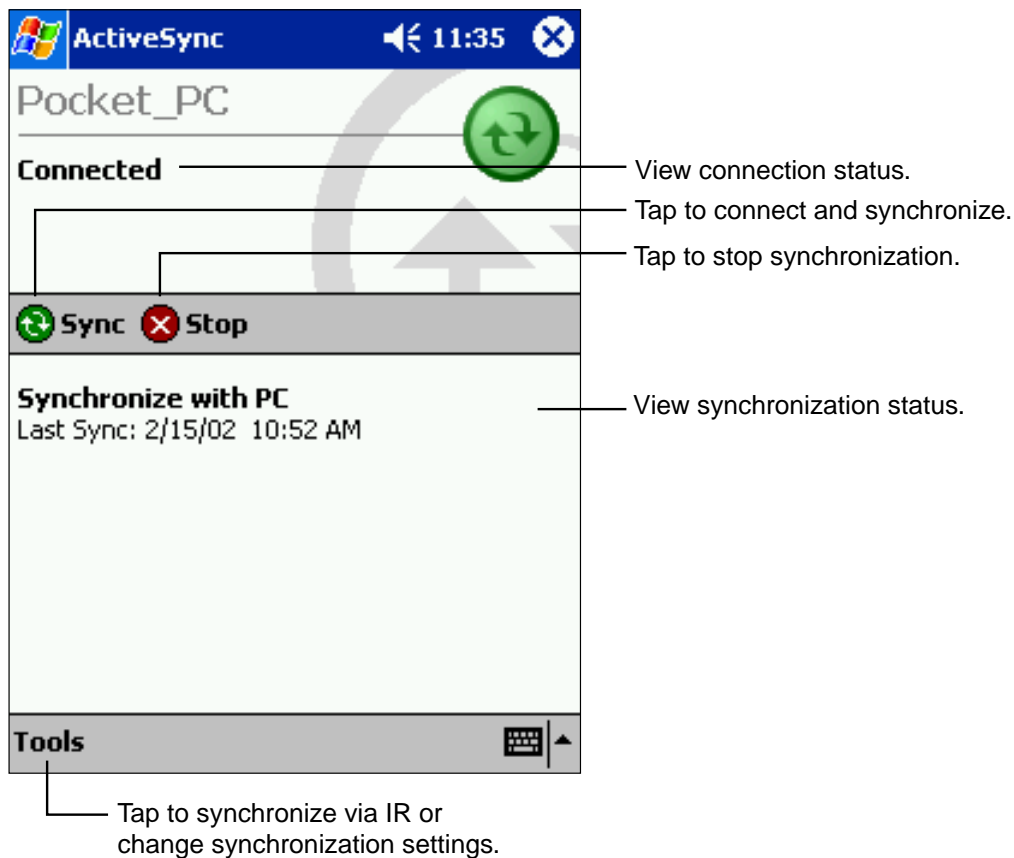 ActiveSync 11:35
Pocket_PC
Connected
View connection status.
Tap to connect and synchronize.
Tap to stop synchronization.
Sync Stop
Synchronize with PC
Last Sync: 2/15/02 10:52 AM
View synchronization status.
Tools
Tap to synchronize via IR or
change synchronization settings.